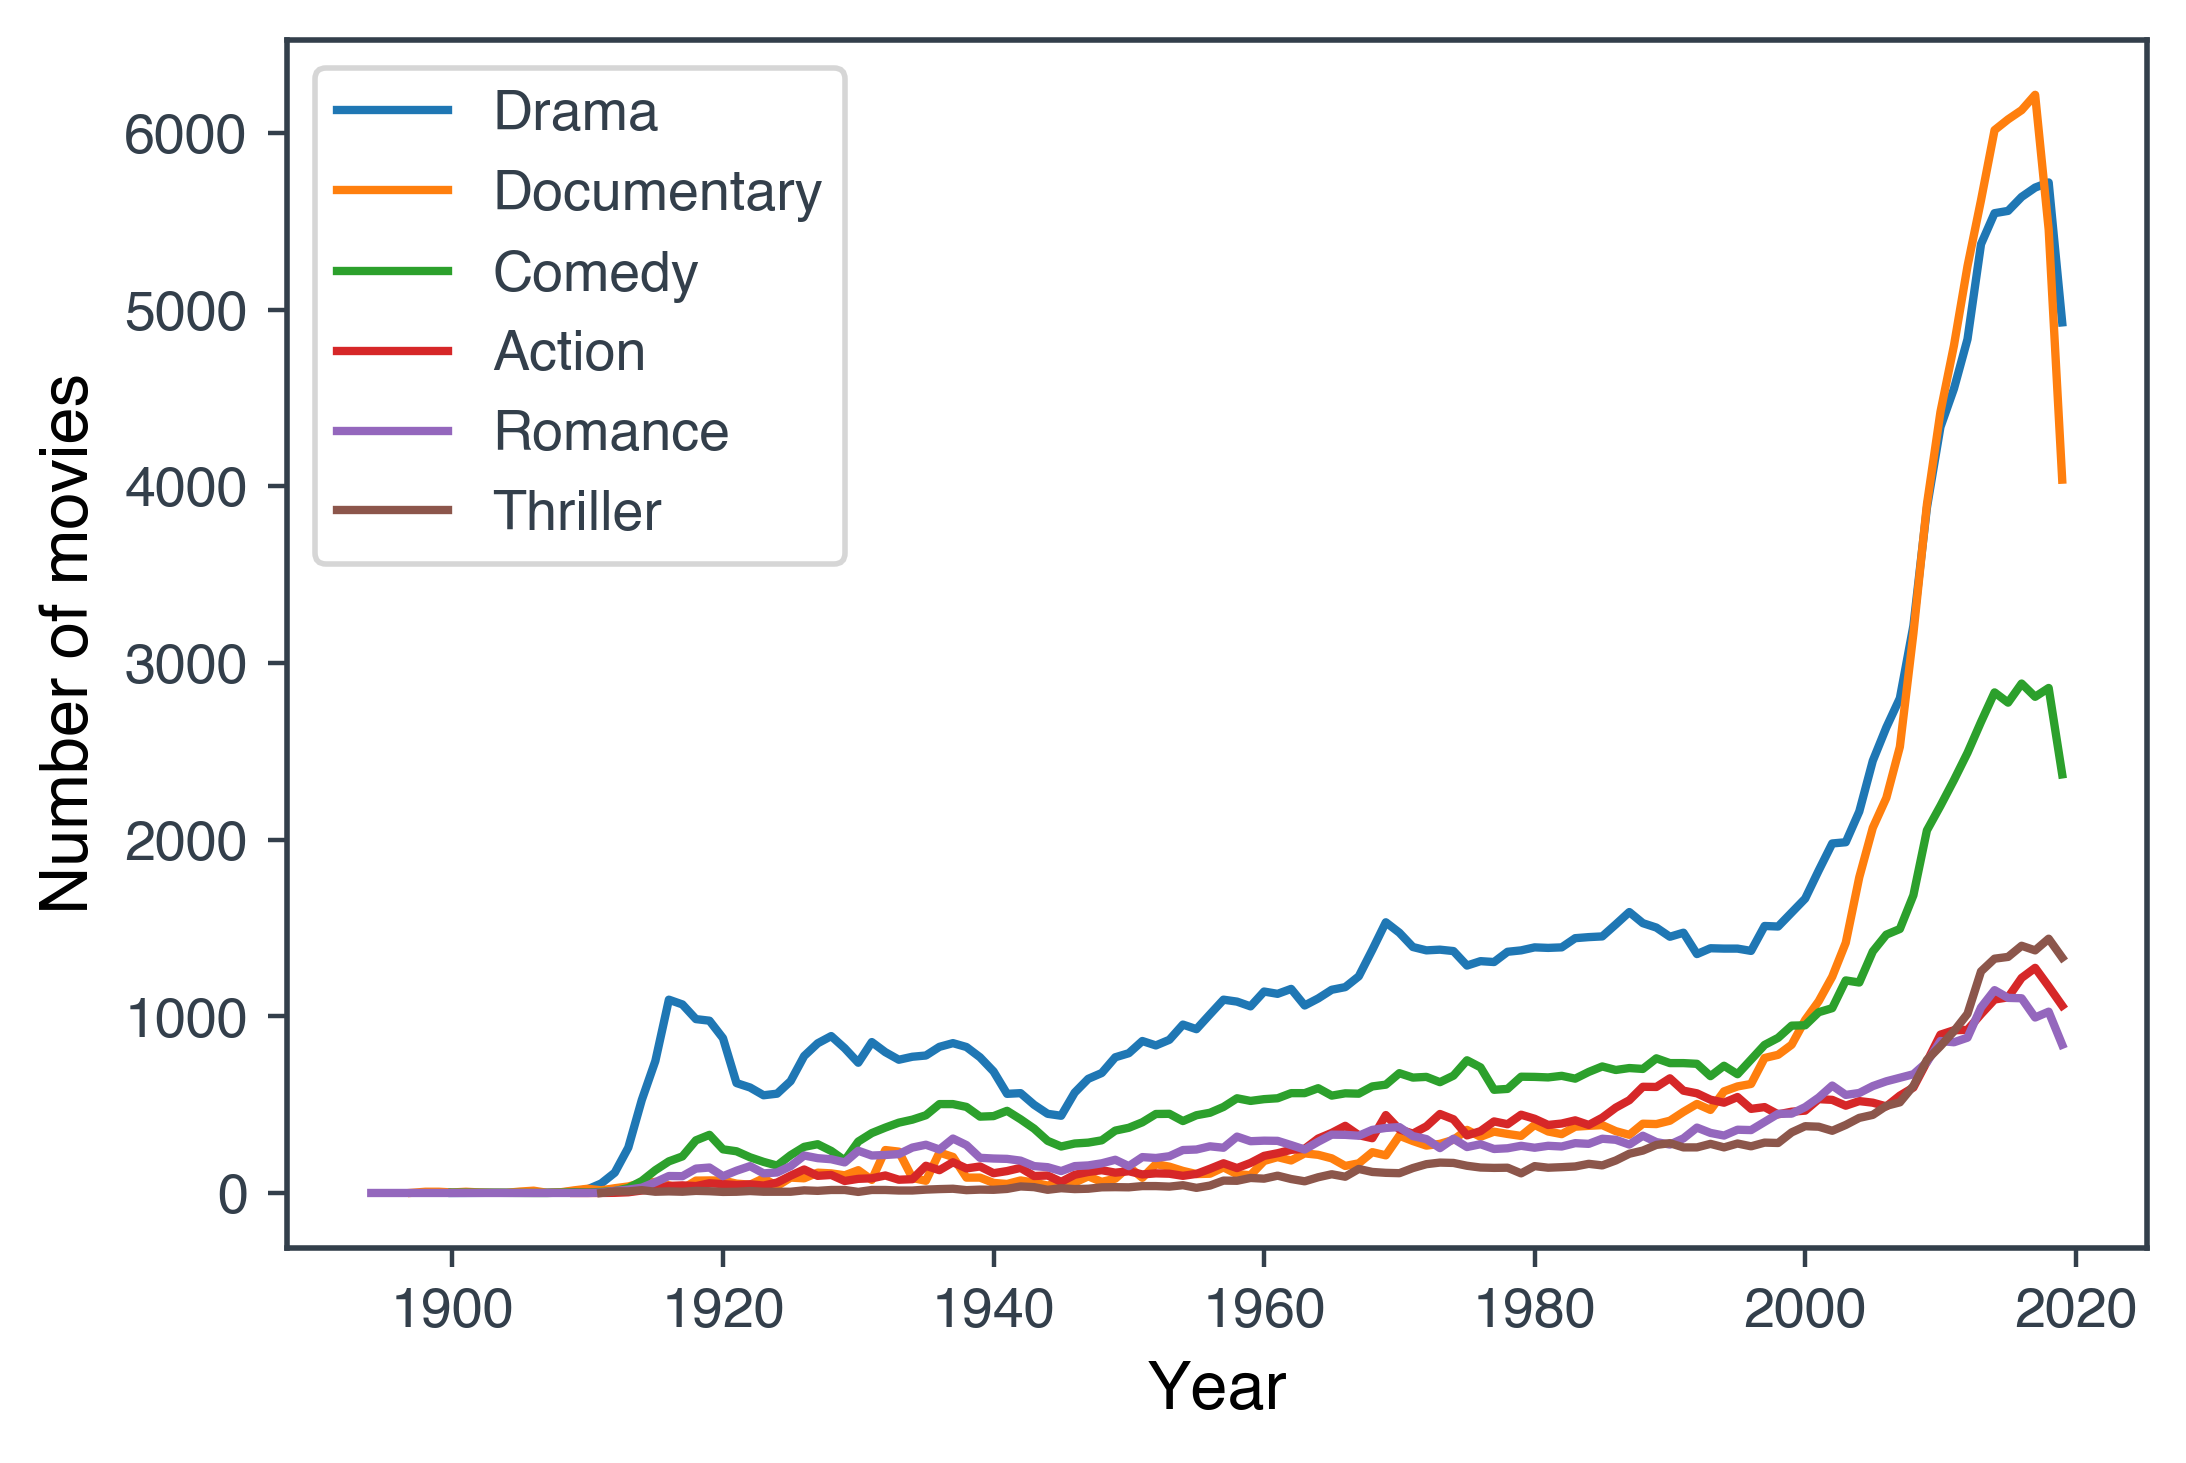 Drama
Documentary
Comedy
Action
Romance
Thriller
6000
5000
4000
3000
2000
1000
0
Number of movies
1900 1920 1940 1960 1980 2000 2020
Year